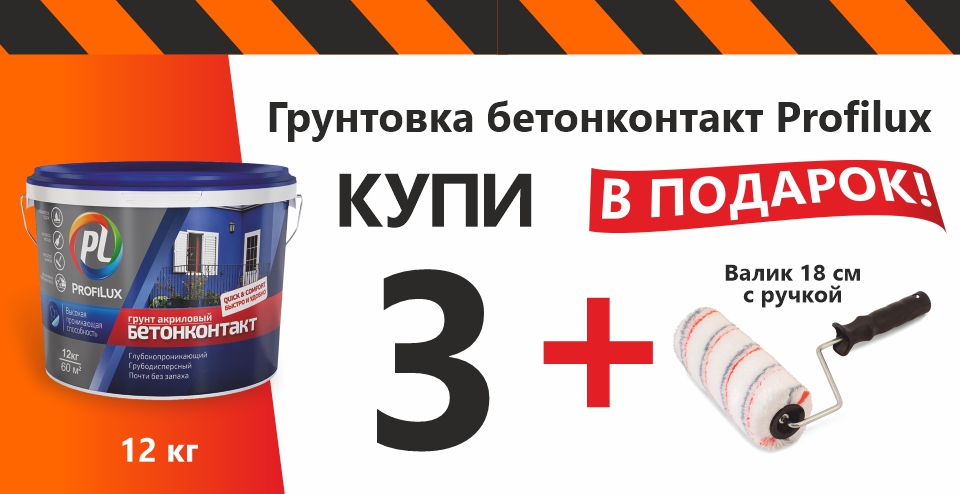 Грунтовка бетонконтакт Profilux
КУПИ
3
В ПОДАРОК!
Валик 18 см
с ручкой
+
PL
PROFILUX
Высокая
проникающая
способность
QUICK & COMFORT
БЫСТРО И УДОБНО
грунт акриловый
БЕТОНКОНТАКТ
12кг
60 м²
Глубокопроникающий
Грубодисперсный
Почти без запаха
12 кг